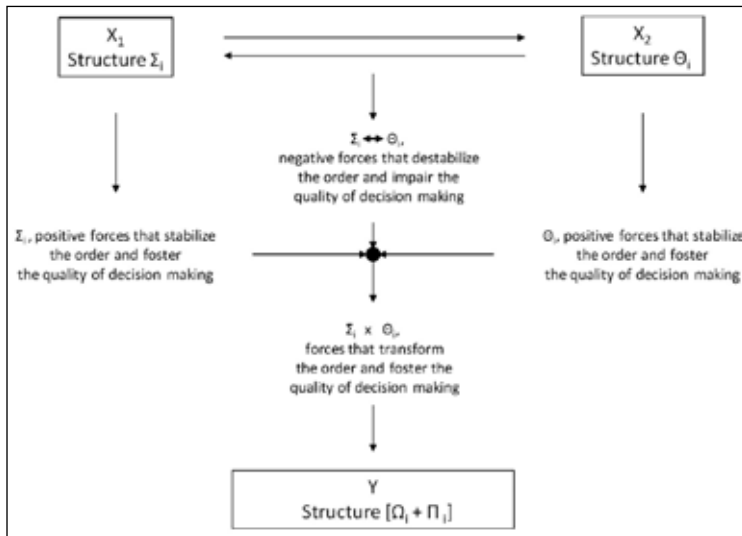 X₁
Structure Σᵢ
X₂
Structure Θᵢ
Σᵢ ↔ Θᵢ,
negative forces that destabilize
the order and impair the
quality of decision making
Σᵢ, positive forces that stabilize
the order and foster
the quality of decision making
Θᵢ, positive forces that stabilize
the order and foster
the quality of decision making
Σᵢ x Θᵢ,
forces that transform
the order and foster the
quality of decision making
Y
Structure [Ωᵢ + Πᵢ]